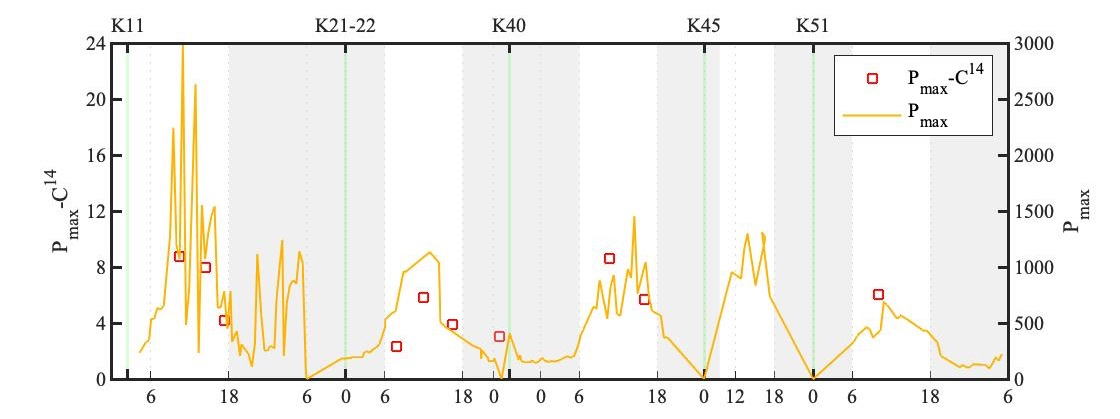 K11 K21-22 K40 K45 K51
24 3000
20 2500
16 2000
12 1500
8 1000
4 500
0 0
P_max-C^14
P_max
P_max-C^14
P_max
6 18 6 0 6 18 0 0 6 18 0 12 18 0 6 18 6